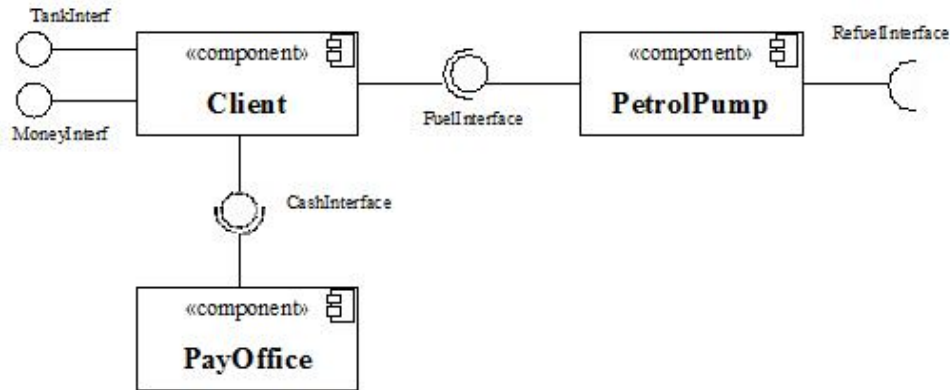 TankInterf
RefuelInterface
«component»
Client
«component»
PetrolPump
MoneyInterf
FuelInterface
CashInterface
«component»
PayOffice